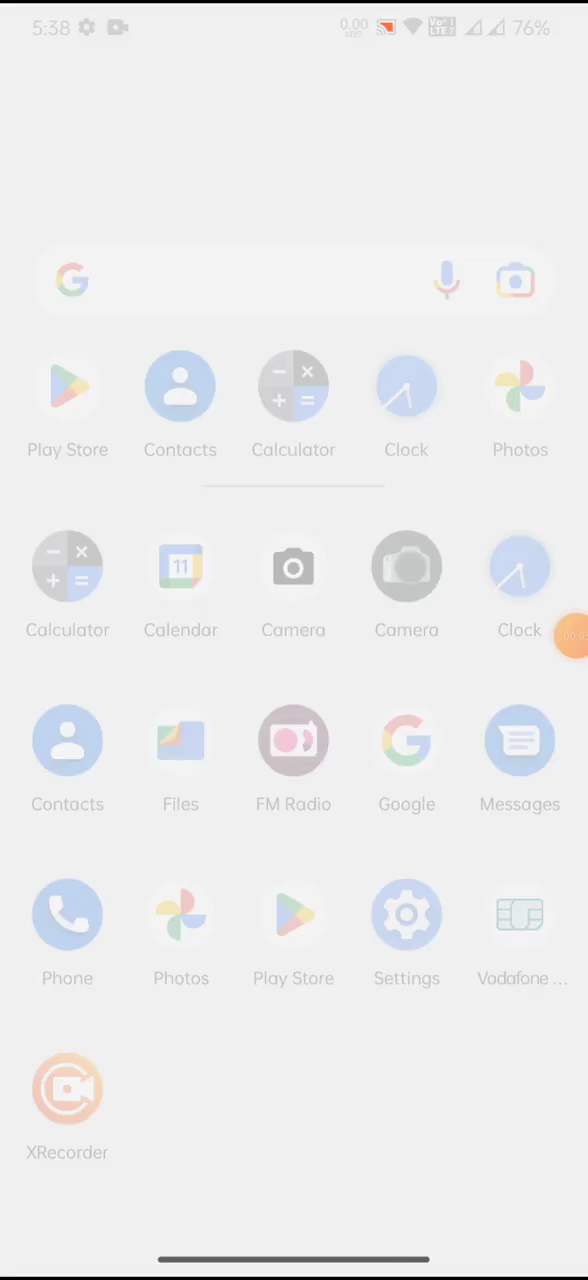 5:38 0.00 76%
Play Store Contacts Calculator Clock Photos
Calculator Calendar Camera Camera Clock
11
Contacts Files FM Radio Google Messages
Phone Photos Play Store Settings Vodafone ...
XRecorder